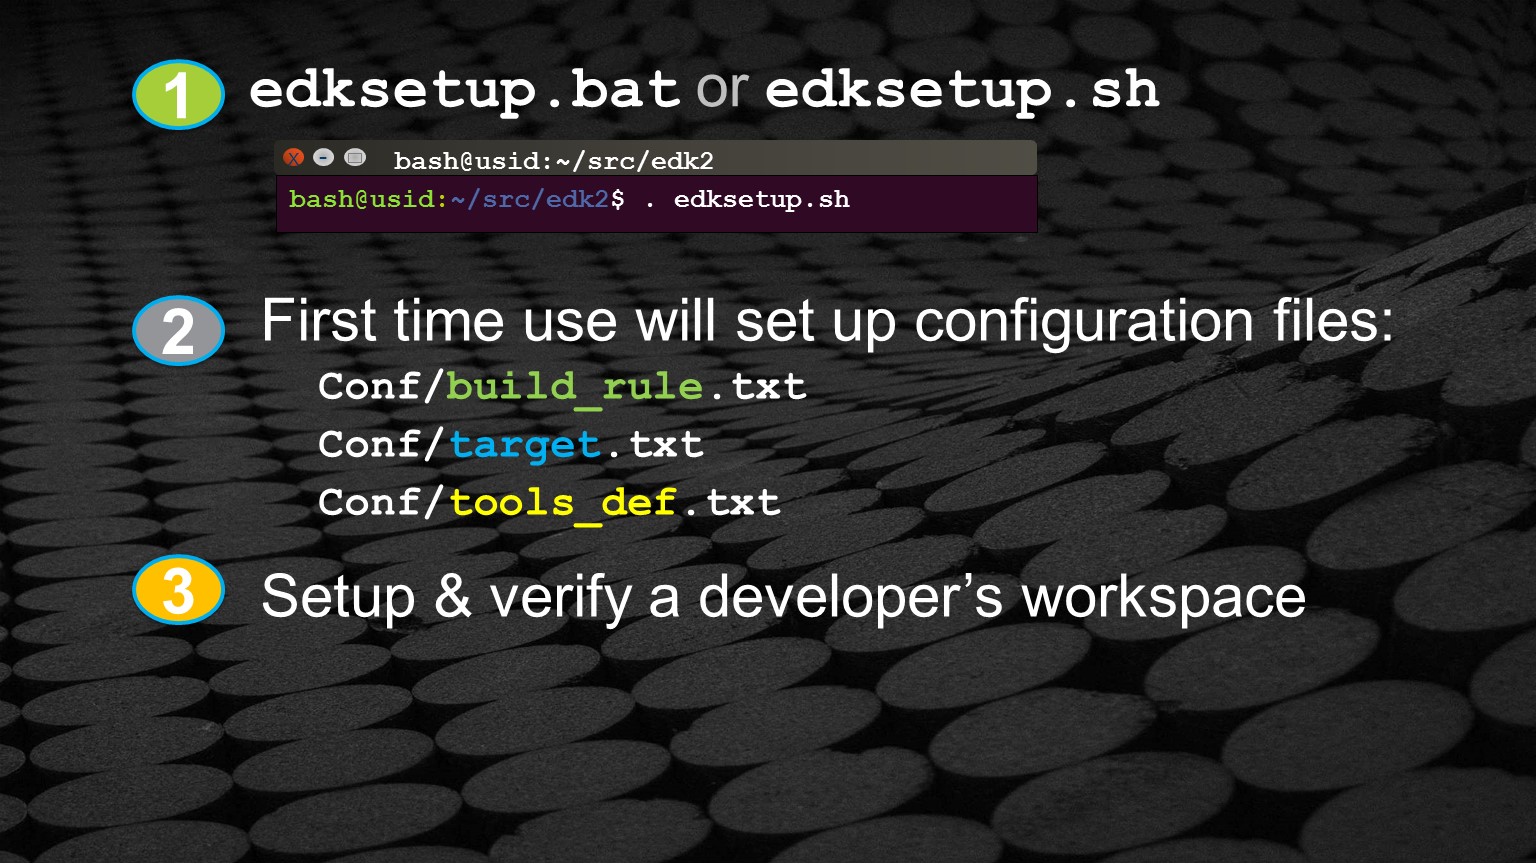 1 edksetup.bat or edksetup.sh
X - bash@usid:~/src/edk2
bash@usid:~/src/edk2$ . edksetup.sh
2 First time use will set up configuration files:
Conf/build_rule.txt
Conf/target.txt
Conf/tools_def.txt
3 Setup & verify a developer’s workspace